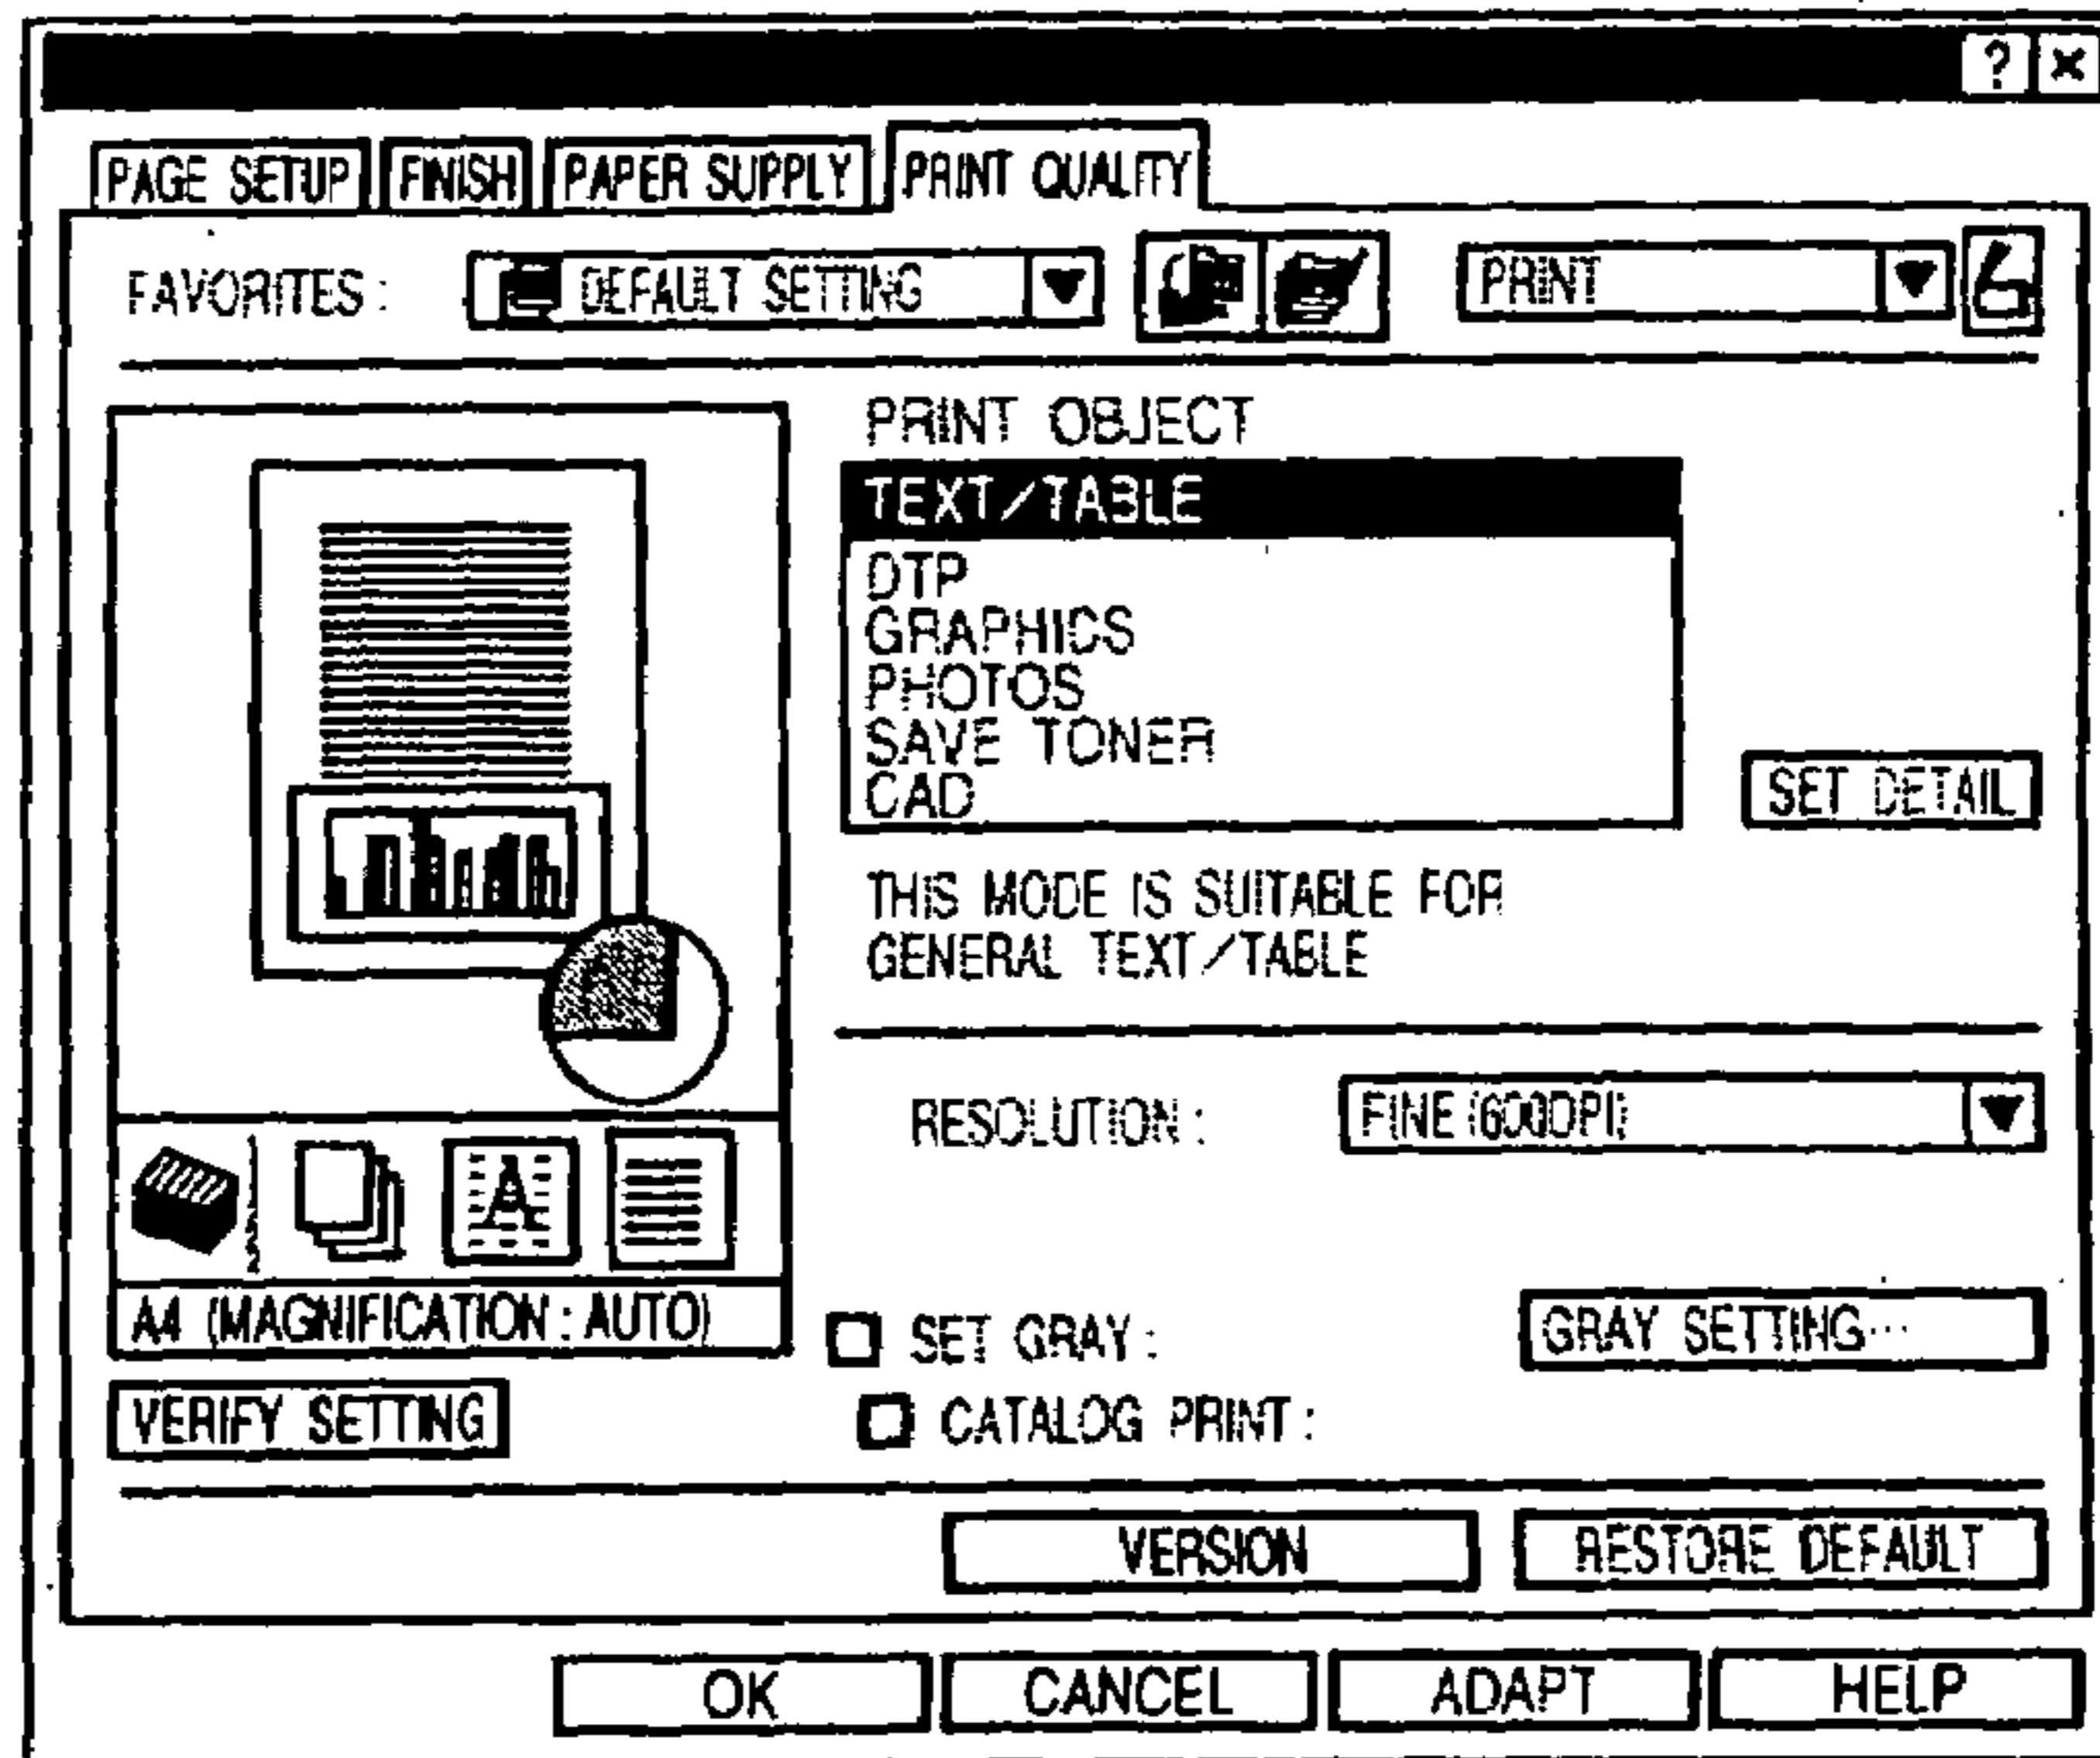 ? ×
PAGE SETUP FINISH PAPER SUPPLY PRINT QUALITY
FAVORITES : DEFAULT SETTING PRINT
PRINT OBJECT
TEXT/TABLE
DTP
GRAPHICS
PHOTOS
SAVE TONER
CAD
SET DETAIL
THIS MODE IS SUITABLE FOR
GENERAL TEXT/TABLE
RESOLUTION : FINE (600DPI)
A
A4 (MAGNIFICATION : AUTO)
SET GRAY : GRAY SETTING···
VERIFY SETTING
CATALOG PRINT :
VERSION RESTORE DEFAULT
OK CANCEL ADAPT HELP